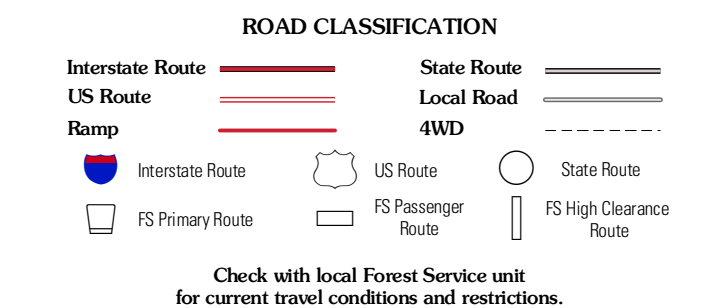 ROAD CLASSIFICATION
Interstate Route
State Route
US Route
Local Road
Ramp
4WD
Interstate Route
US Route
State Route
FS Primary Route
FS Passenger
Route
FS High Clearance
Route
Check with local Forest Service unit
for current travel conditions and restrictions.